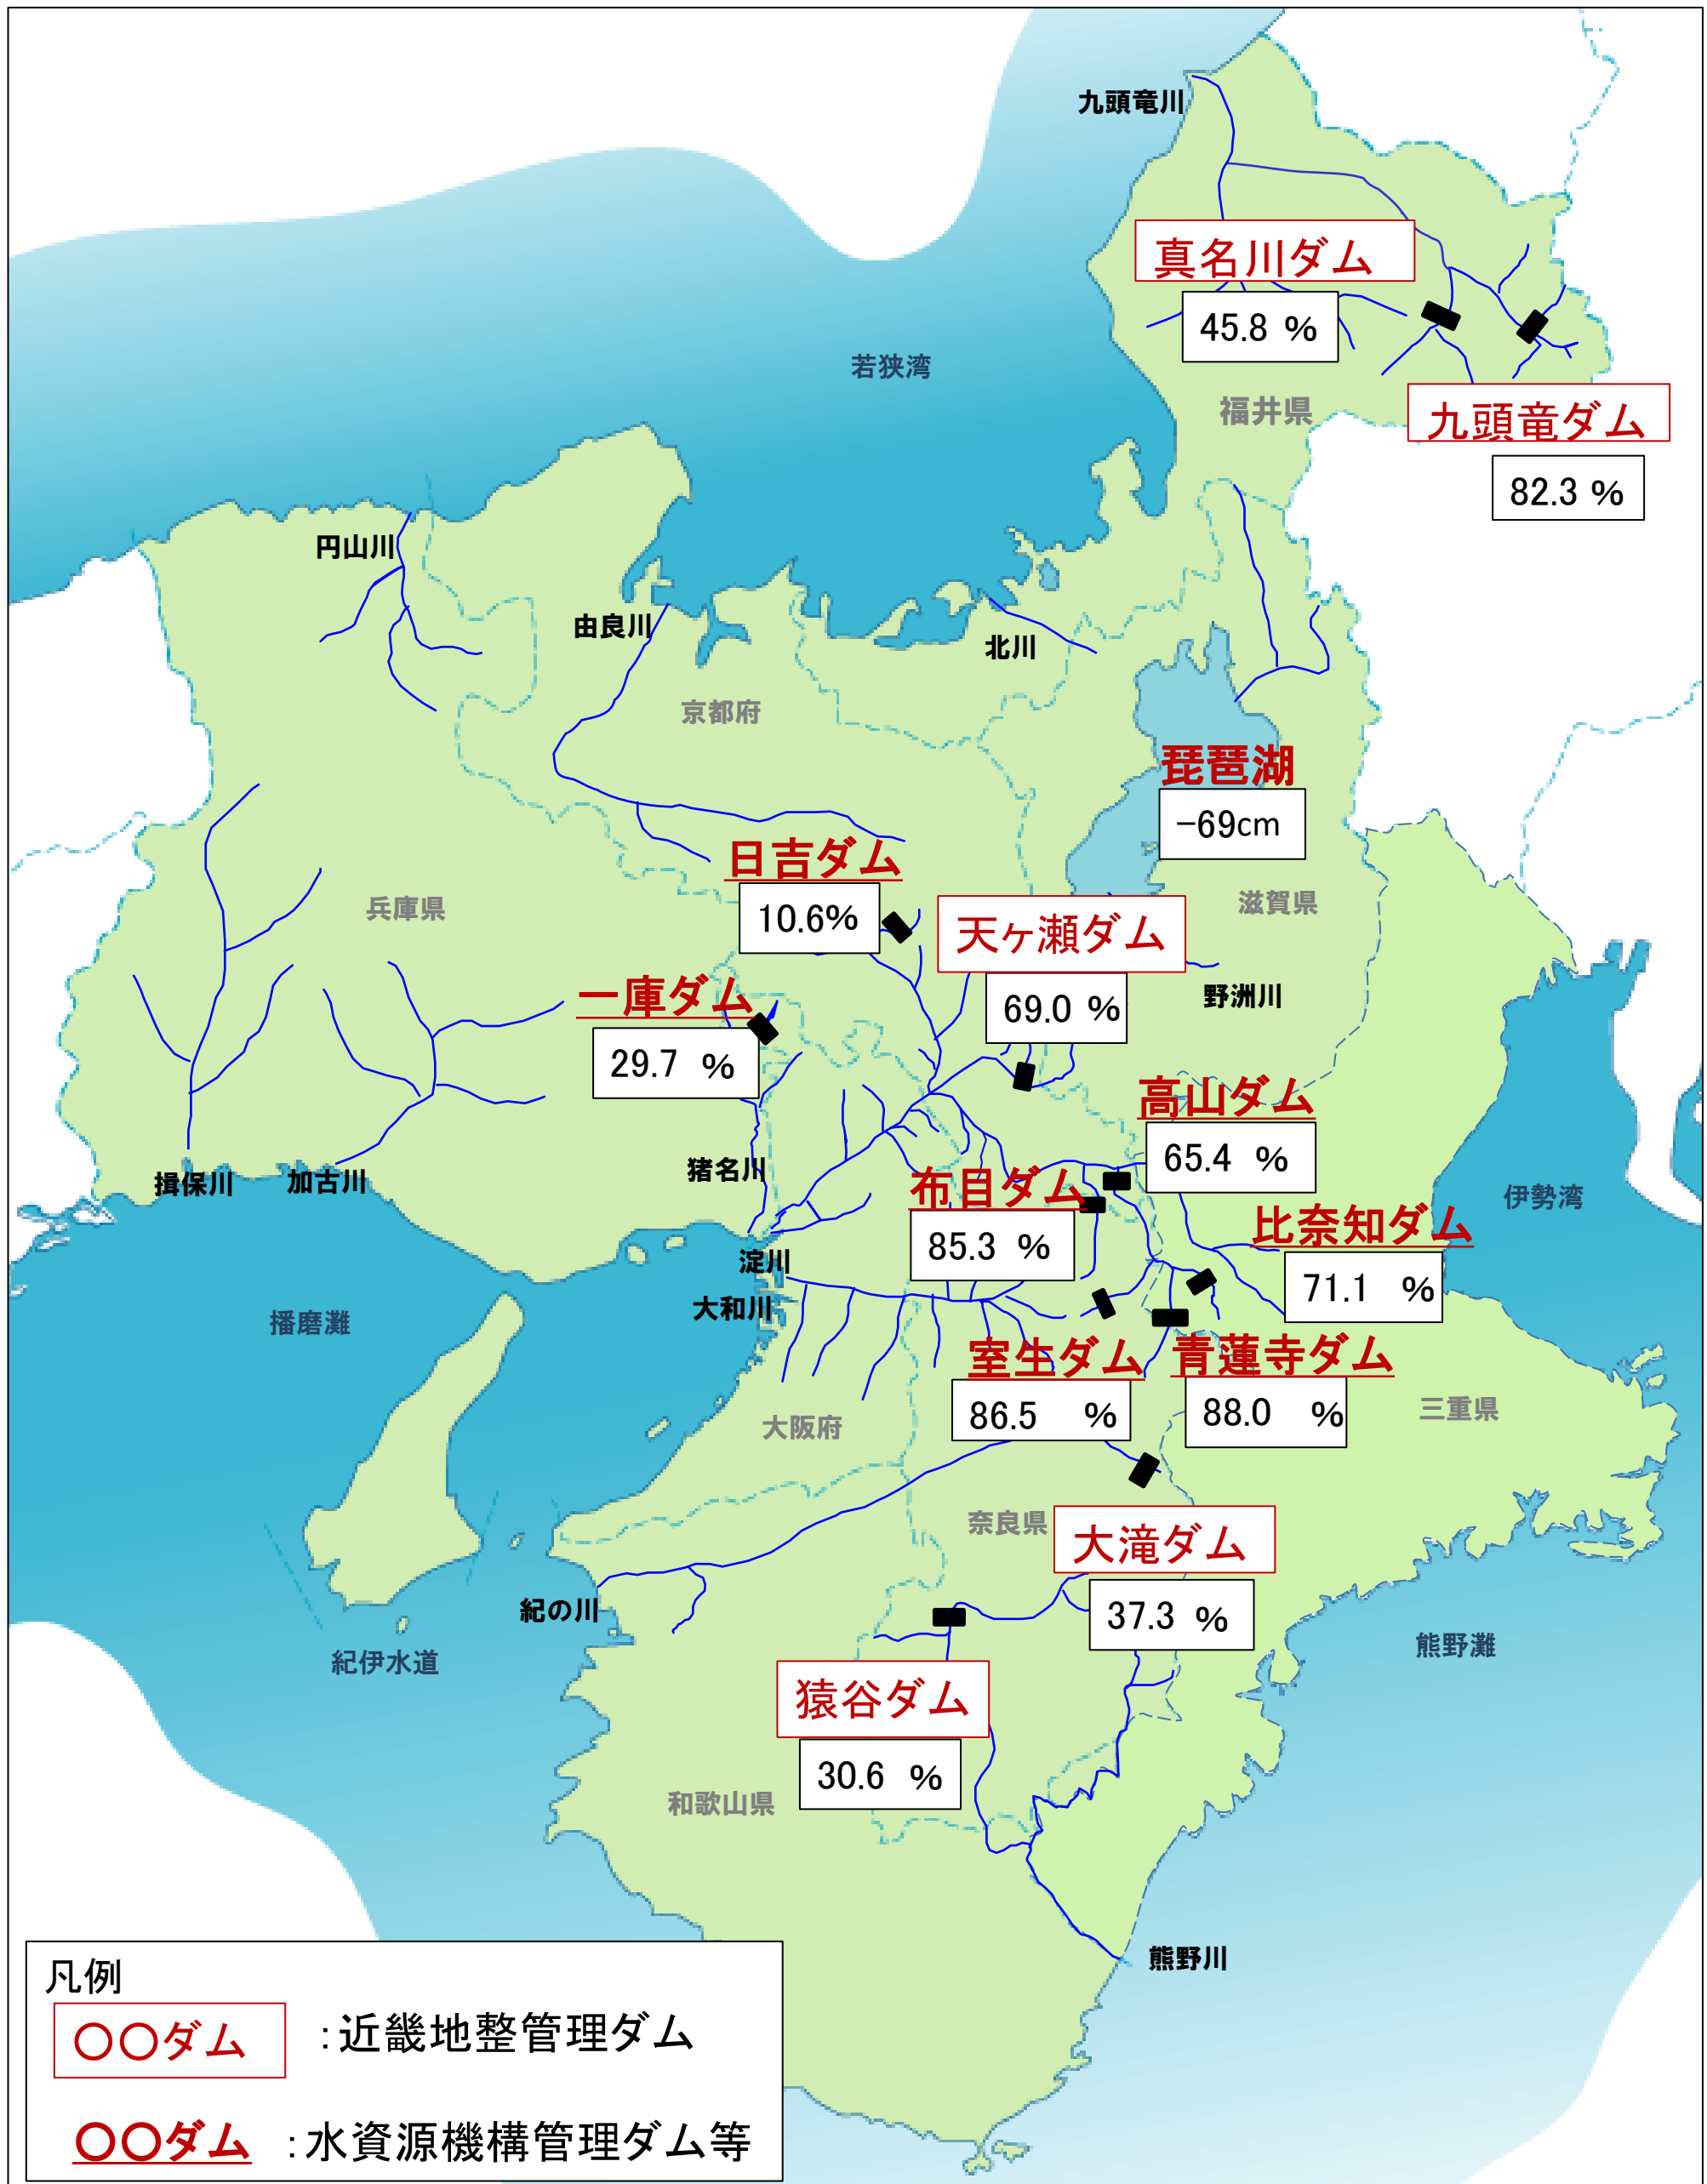 九頭竜川
真名川ダム
45.8 %
若狭湾
福井県
九頭竜ダム
82.3 %
円山川
由良川
北川
京都府
琵琶湖
-69cm
日吉ダム
10.6%
兵庫県
天ヶ瀬ダム
69.0 %
滋賀県
野洲川
一庫ダム
29.7 %
高山ダム
65.4 %
揖保川
加古川
猪名川
布目ダム
85.3 %
伊勢湾
比奈知ダム
71.1 %
淀川
大和川
播磨灘
室生ダム
86.5 %
青蓮寺ダム
88.0 %
三重県
大阪府
奈良県
大滝ダム
37.3 %
紀の川
紀伊水道
熊野灘
猿谷ダム
30.6 %
和歌山県
熊野川
凡例
〇〇ダム :近畿地整管理ダム
〇〇ダム :水資源機構管理ダム等